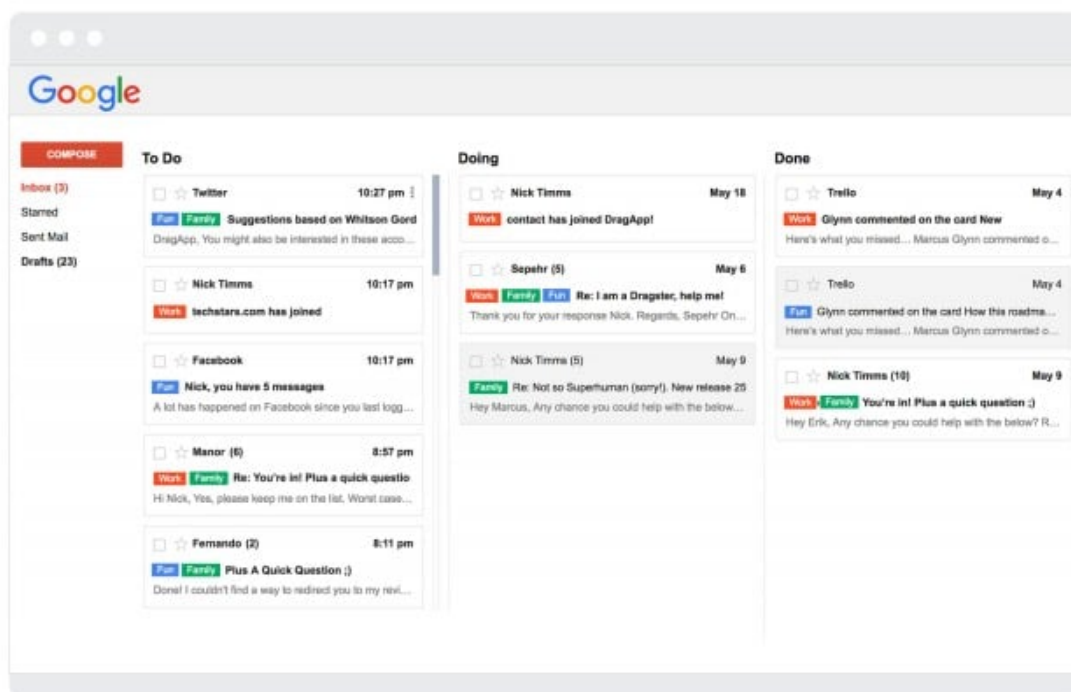 Google
COMPOSE
Inbox (3)
Starred
Sent Mail
Drafts (23)
To Do
Twitter 10:27 pm
Fun Family Suggestions based on Whitson Gord
DragApp, You might also be interested in these acco...
Nick Timms 10:17 pm
Work techstars.com has joined
Facebook 10:17 pm
Fun Nick, you have 5 messages
A lot has happened on Facebook since you last logg...
Manor (6) 8:57 pm
Work Family Re: You're in! Plus a quick questio
Hi Nick, Yes, please keep me on the list. Worst case...
Fernando (2) 8:11 pm
Fun Family Plus A Quick Question ;)
Done! I couldn't find a way to redirect you to my revi...
Doing
Nick Timms May 18
Work contact has joined DragApp!
Sepehr (5) May 6
Work Family Fun Re: I am a Dragster, help me!
Thank you for your response Nick. Regards, Sepehr On...
Nick Timms (5) May 9
Family Re: Not so Superhuman (sorry!). New release 25
Hey Marcus, Any chance you could help with the below...
Done
Trello May 4
Work Glynn commented on the card New
Here's what you missed... Marcus Glynn commented o...
Trello May 4
Fun Glynn commented on the card How this roadma...
Here's what you missed... Marcus Glynn commented o...
Nick Timms (10) May 9
Work Family You're in! Plus a quick question ;)
Hey Erik, Any chance you could help with the below? R...